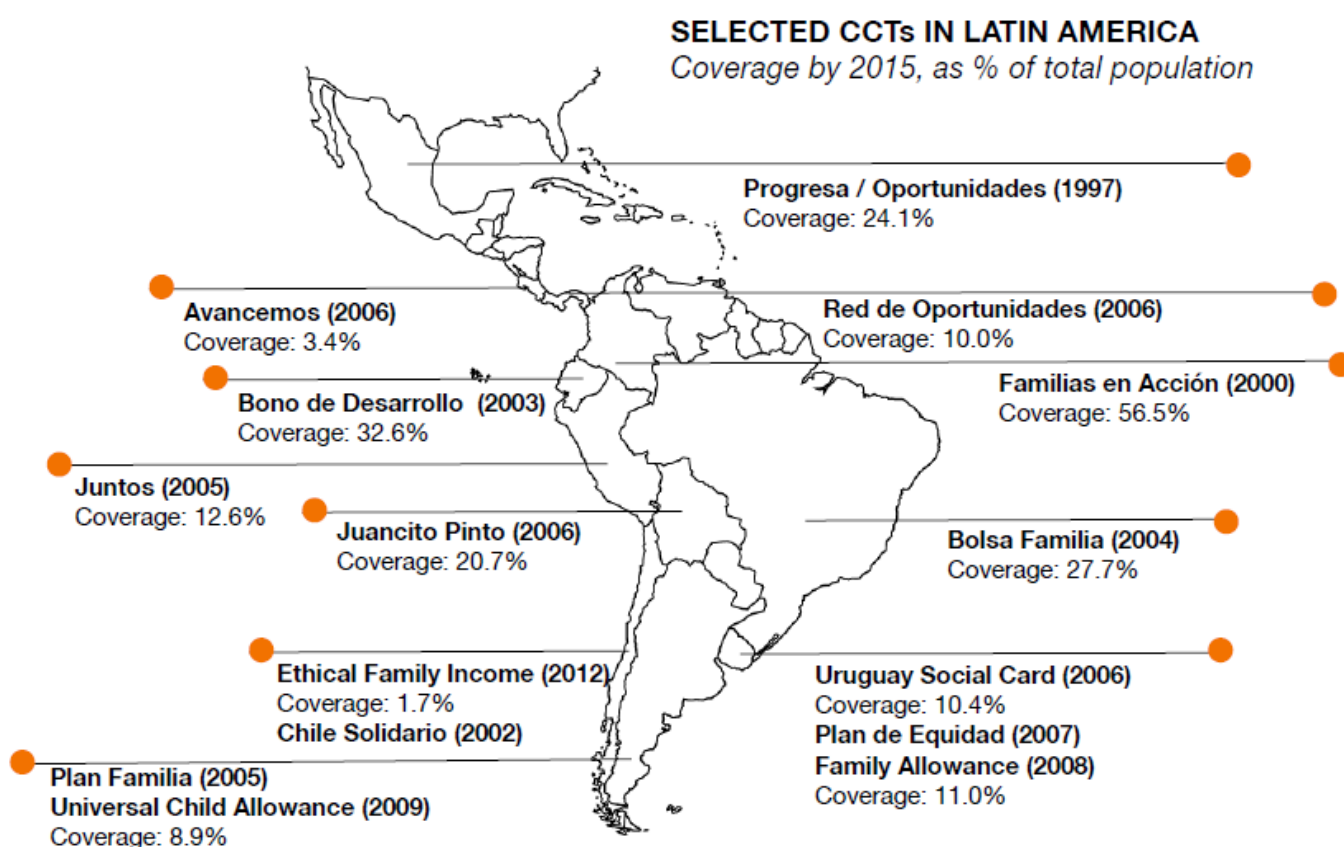 SELECTED CCTs IN LATIN AMERICA
Coverage by 2015, as % of total population
Progresa / Oportunidades (1997)
Coverage: 24.1%
Avancemos (2006)
Coverage: 3.4%
Red de Oportunidades (2006)
Coverage: 10.0%
Familias en Acción (2000)
Coverage: 56.5%
Bono de Desarrollo (2003)
Coverage: 32.6%
Juntos (2005)
Coverage: 12.6%
Juancito Pinto (2006)
Coverage: 20.7%
Bolsa Familia (2004)
Coverage: 27.7%
Ethical Family Income (2012)
Coverage: 1.7%
Chile Solidario (2002)
Uruguay Social Card (2006)
Coverage: 10.4%
Plan de Equidad (2007)
Family Allowance (2008)
Coverage: 11.0%
Plan Familia (2005)
Universal Child Allowance (2009)
Coverage: 8.9%